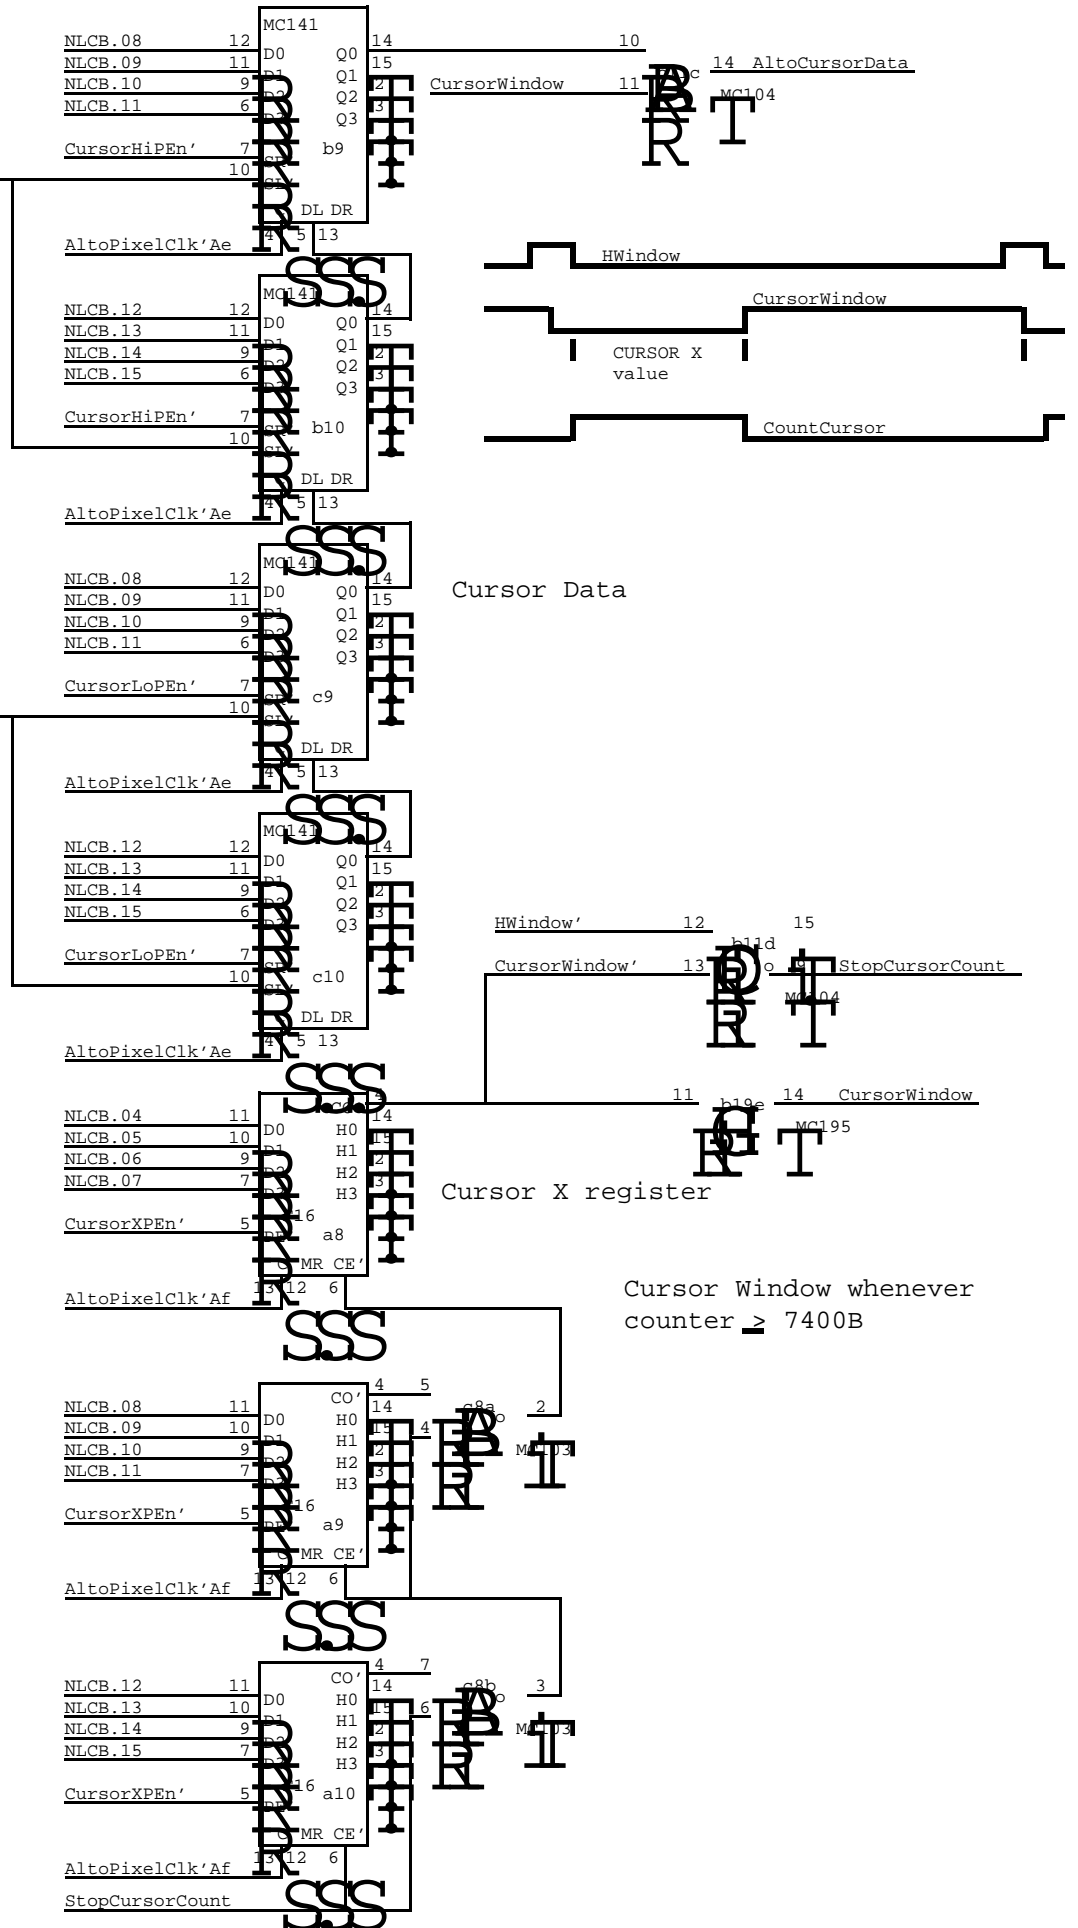 MC141
NLCB.08 12 D0 Q0 14 10
NLCB.09 11 D1 Q1 15
14 AltoCursorData
NLCB.10 9 D2 Q2 2 CursorWindow 11
MC104
NLCB.11 6 D3 Q3 3
CursorHiPEn' 7 b9
10
DL DR
AltoPixelClk'Ae 4 5 13
HWindow
MC141
CursorWindow
NLCB.12 12 D0 Q0 14
NLCB.13 11 D1 Q1 15
NLCB.14 9 D2 Q2 2
CURSOR X
value
NLCB.15 6 D3 Q3 3
CursorHiPEn' 7 b10
CountCursor
10
DL DR
AltoPixelClk'Ae 4 5 13
MC141
NLCB.08 12 D0 Q0 14
Cursor Data
NLCB.09 11 D1 Q1 15
NLCB.10 9 D2 Q2 2
NLCB.11 6 D3 Q3 3
CursorLoPEn' 7 c9
10
DL DR
AltoPixelClk'Ae 4 5 13
MC141
NLCB.12 12 D0 Q0 14
NLCB.13 11 D1 Q1 15
NLCB.14 9 D2 Q2 2
NLCB.15 6 D3 Q3 3
HWindow' 12 15
b11d
CursorLoPEn' 7 c10
CursorWindow' 13 9 StopCursorCount
10
MC104
DL DR
AltoPixelClk'Ae 4 5 13
4 11 14 CursorWindow
b19e
NLCB.04 11 D0 H0 14
MC195
NLCB.05 10 D1 H1 15
NLCB.06 9 D2 H2 2
NLCB.07 7 D3 H3 3
Cursor X register
CursorXPEn' 5 a8
MR CE'
AltoPixelClk'Af 13 12 6
Cursor Window whenever
counter > 7400B
CO' 4 5
c8a 2
NLCB.08 11 D0 H0 14
NLCB.09 10 D1 H1 15 4
MC103
NLCB.10 9 D2 H2 2
NLCB.11 7 D3 H3 3
CursorXPEn' 5 a9
MR CE'
AltoPixelClk'Af 13 12 6
CO' 4 7
c8b 3
NLCB.12 11 D0 H0 14
NLCB.13 10 D1 H1 15 6
MC103
NLCB.14 9 D2 H2 2
NLCB.15 7 D3 H3 3
CursorXPEn' 5 a10
MR CE'
AltoPixelClk'Af 13 12 6
StopCursorCount